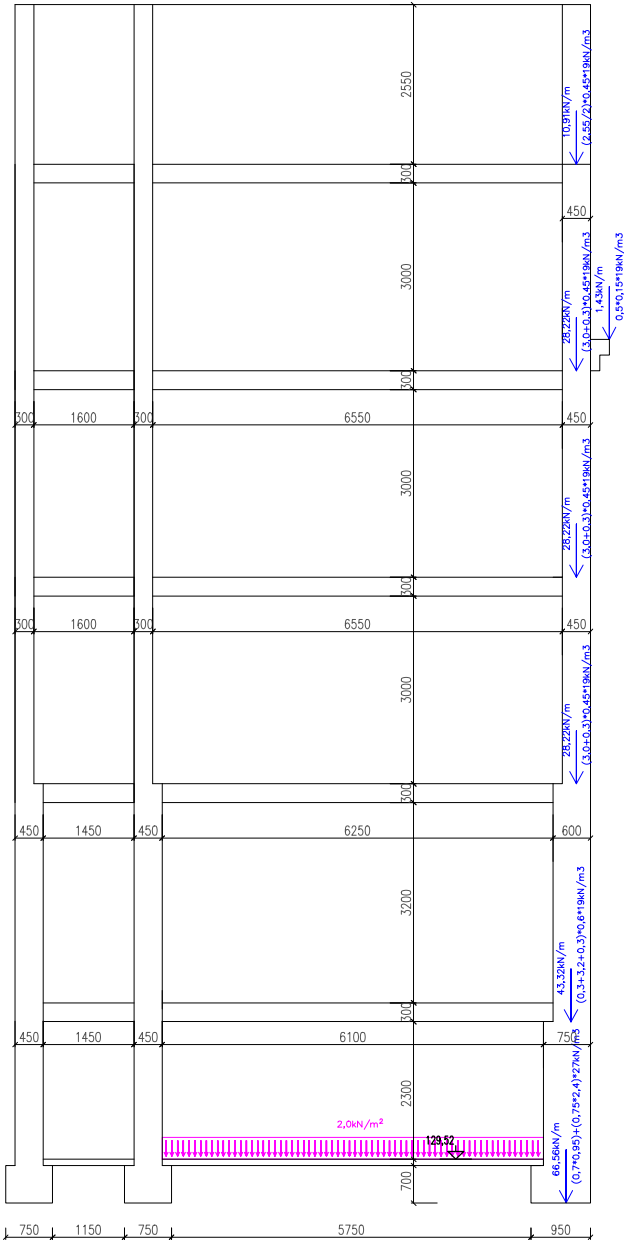 2550
10,91kN/m
(2,55/2)*0.45*19kN/m3
300
450
3000
28,22kN/m
(3,0+0,3)*0.45*19kN/m3
1,43kN/m
0,5*0,15*19kN/m3
300
300 1600 300 6550 450
3000
28,22kN/m
(3,0+0,3)*0.45*19kN/m3
300
300 1600 300 6550 450
3000
28,22kN/m
(3,0+0,3)*0.45*19kN/m3
300
450 1450 450 6250 600
3200
43,32kN/m
(0,3+3,2+0,3)*0,6*19kN/m3
300
450 1450 450 6100 750
2300
2,0kN/m²
129,52
66,56kN/m
(0,7*0,95)+(0,75*2,4)*27kN/m3
700
750 1150 750 5750 950